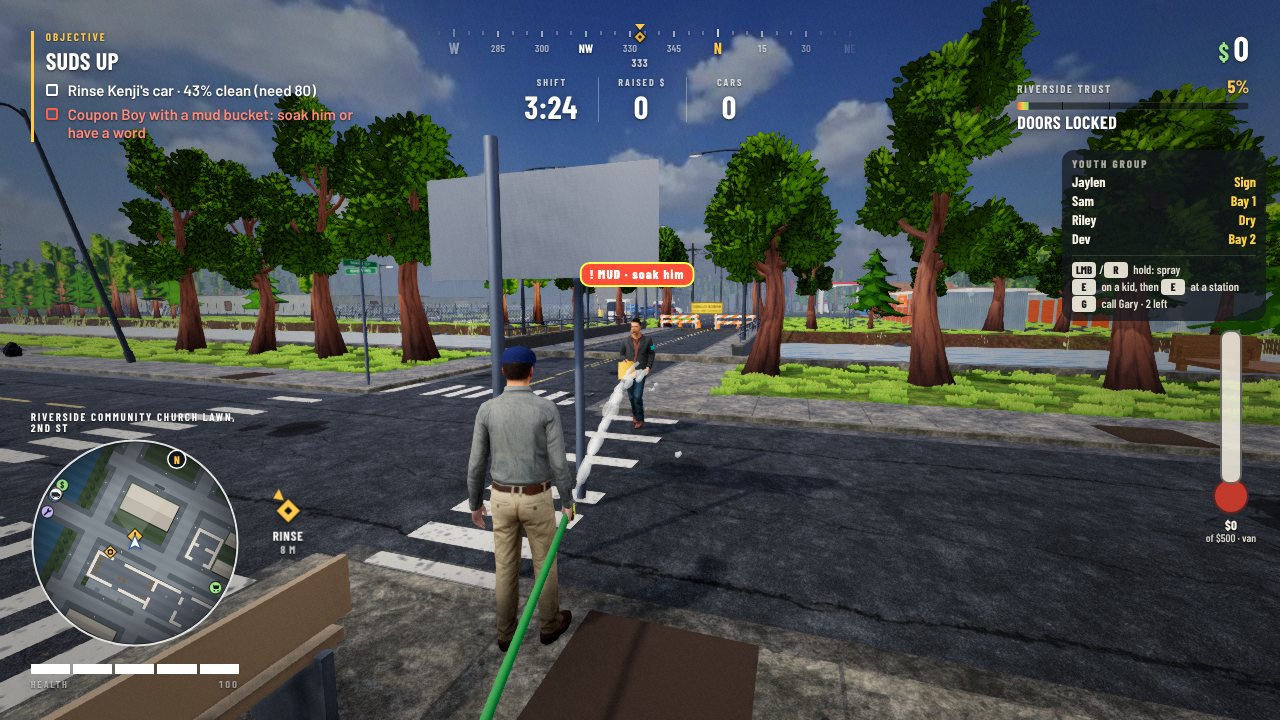 OBJECTIVE
SUDS UP
Rinse Kenji's car · 43% clean (need 80)
Coupon Boy with a mud bucket: soak him or
have a word
W 285 300 NW 330 345 N 15 30 NE
333
SHIFT RAISED $ CARS
3:24 0 0
$0
RIVERSIDE TRUST 5%
DOORS LOCKED
YOUTH GROUP
Jaylen Sign
Sam Bay 1
Riley Dry
Dev Bay 2
LMB / R hold: spray
E on a kid, then E at a station
G call Gary · 2 left
! MUD · soak him
RIVERSIDE COMMUNITY CHURCH LAWN,
2ND ST
N
$
RINSE
8 M
$0
of $500 · van
HEALTH 100